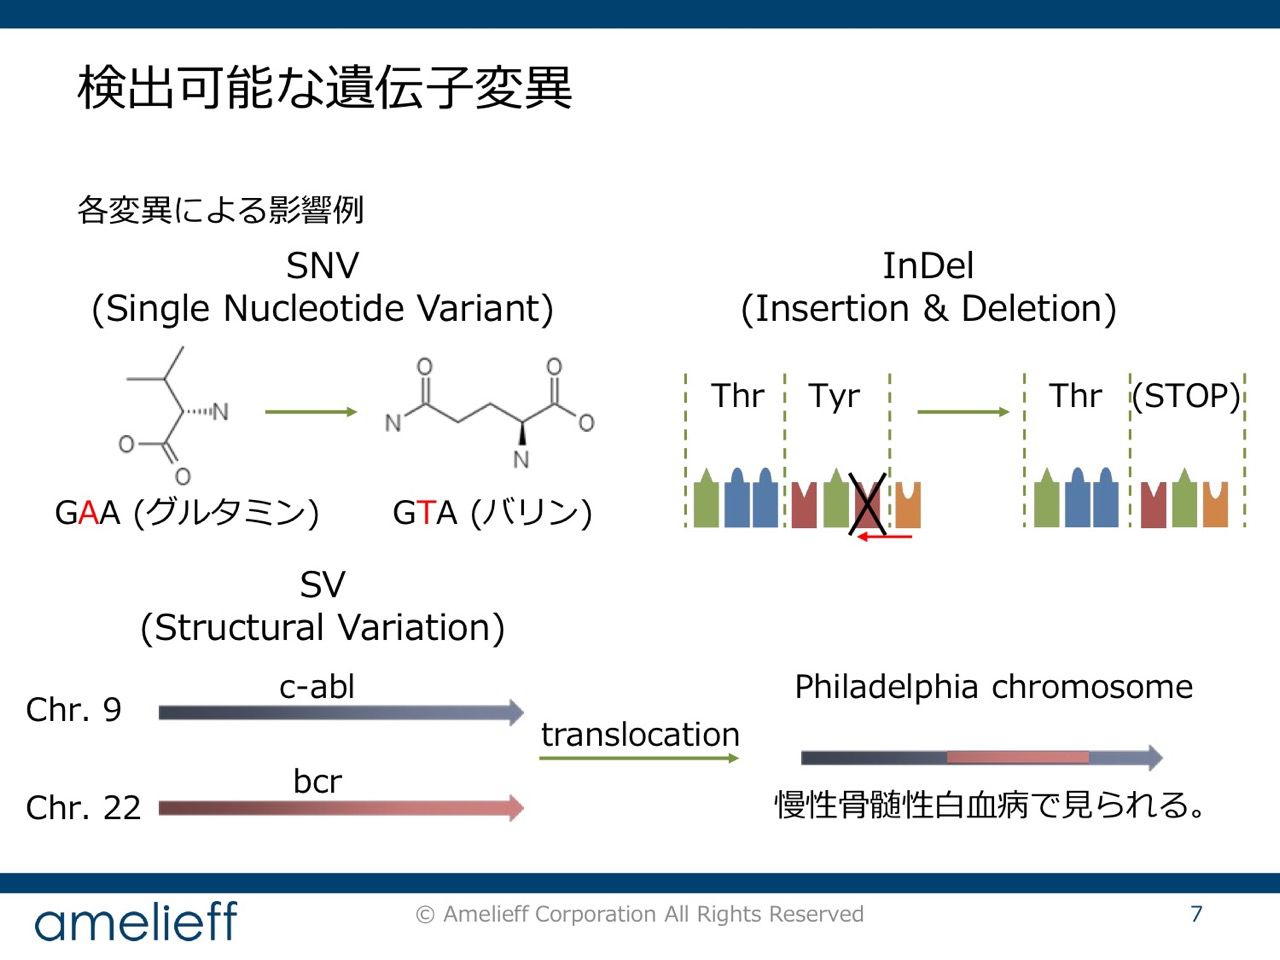 検出可能な遺伝子変異
各変異による影響例
SNV
(Single Nucleotide Variant)
N
O
O
O
O
N
O
N
GAA (グルタミン)
GTA (バリン)
InDel
(Insertion & Deletion)
Thr
Tyr
Thr
(STOP)
SV
(Structural Variation)
Chr. 9
c-abl
Chr. 22
bcr
translocation
Philadelphia chromosome
慢性骨髄性白血病で見られる。
amelieff
© Amelieff Corporation All Rights Reserved
7